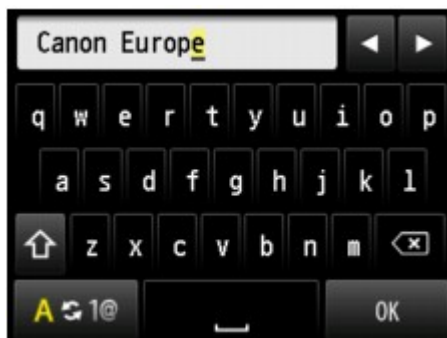 Canon Europe
q w e r t y u i o p
a s d f g h j k l
z x c v b n m
A 1@ OK